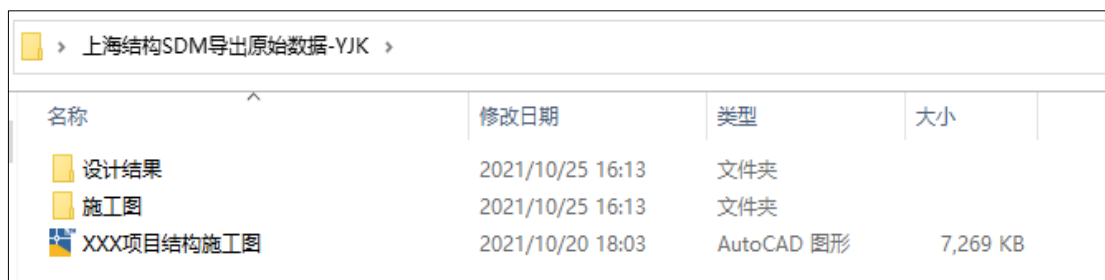 上海结构SDM导出原始数据-YJK
名称 修改日期 类型 大小
设计结果 2021/10/25 16:13 文件夹
施工图 2021/10/25 16:13 文件夹
XXX项目结构施工图 2021/10/20 18:03 AutoCAD 图形 7,269 KB